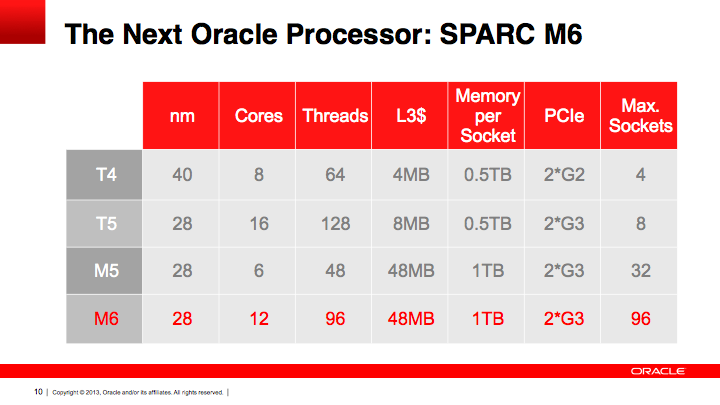 The Next Oracle Processor: SPARC M6
nm Cores Threads L3$ Memory per Socket PCIe Max. Sockets
T4 40 8 64 4MB 0.5TB 2*G2 4
T5 28 16 128 8MB 0.5TB 2*G3 8
M5 28 6 48 48MB 1TB 2*G3 32
M6 28 12 96 48MB 1TB 2*G3 96
ORACLE
10 | Copyright © 2013, Oracle and/or its affiliates. All rights reserved. |